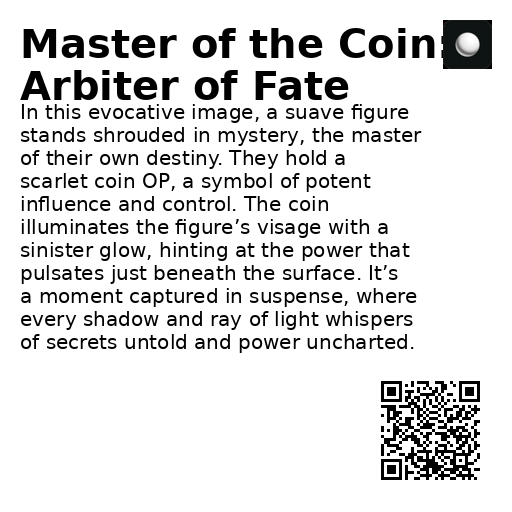 Master of the Coin:
Arbiter of Fate
In this evocative image, a suave figure
stands shrouded in mystery, the master
of their own destiny. They hold a
scarlet coin OP, a symbol of potent
influence and control. The coin
illuminates the figure’s visage with a
sinister glow, hinting at the power that
pulsates just beneath the surface. It’s
a moment captured in suspense, where
every shadow and ray of light whispers
of secrets untold and power uncharted.